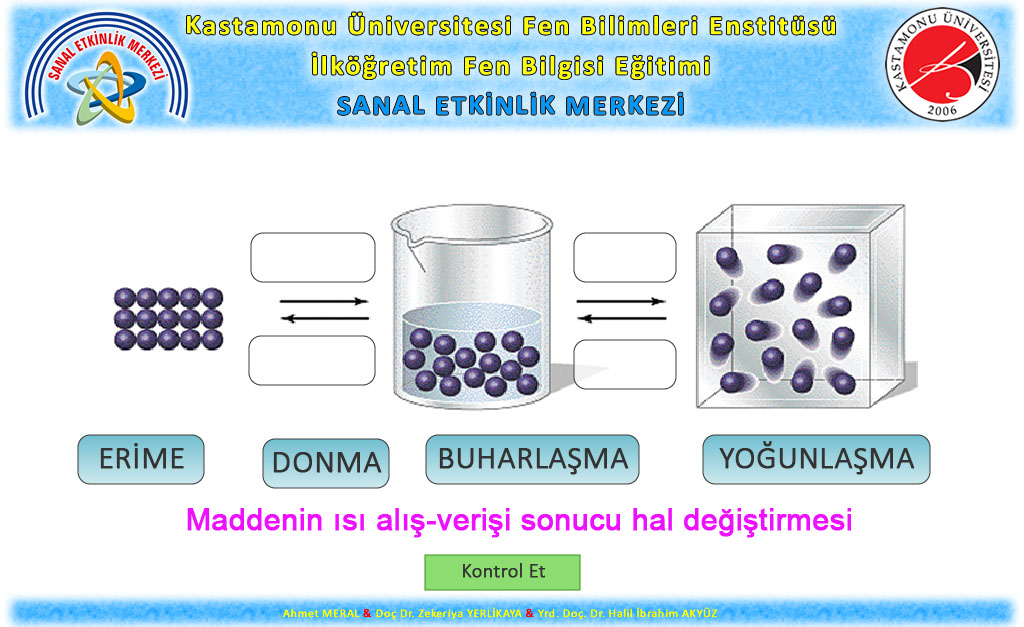 Kastamonu Üniversitesi Fen Bilimleri Enstitüsü
İlköğretim Fen Bilgisi Eğitimi
SANAL ETKİNLİK MERKEZİ
SANAL ETKİNLİK MERKEZİ
KASTAMONU ÜNİVERSİTESİ
2006
ERİME
DONMA
BUHARLAŞMA
YOĞUNLAŞMA
Maddenin ısı alış-verişi sonucu hal değiştirmesi
Kontrol Et
Ahmet MERAL & Doç Dr. Zekeriya YERLİKAYA & Yrd. Doç. Dr. Halil İbrahim AKYÜZ